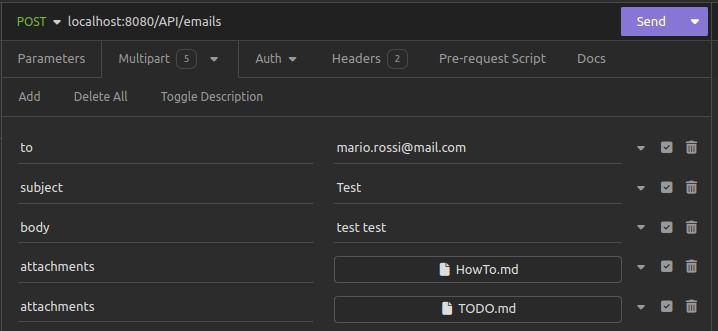 POST localhost:8080/API/emails Send
Parameters Multipart 5 Auth Headers 2 Pre-request Script Docs
Add Delete All Toggle Description
to mario.rossi@mail.com
subject Test
body test test
attachments HowTo.md
attachments TODO.md